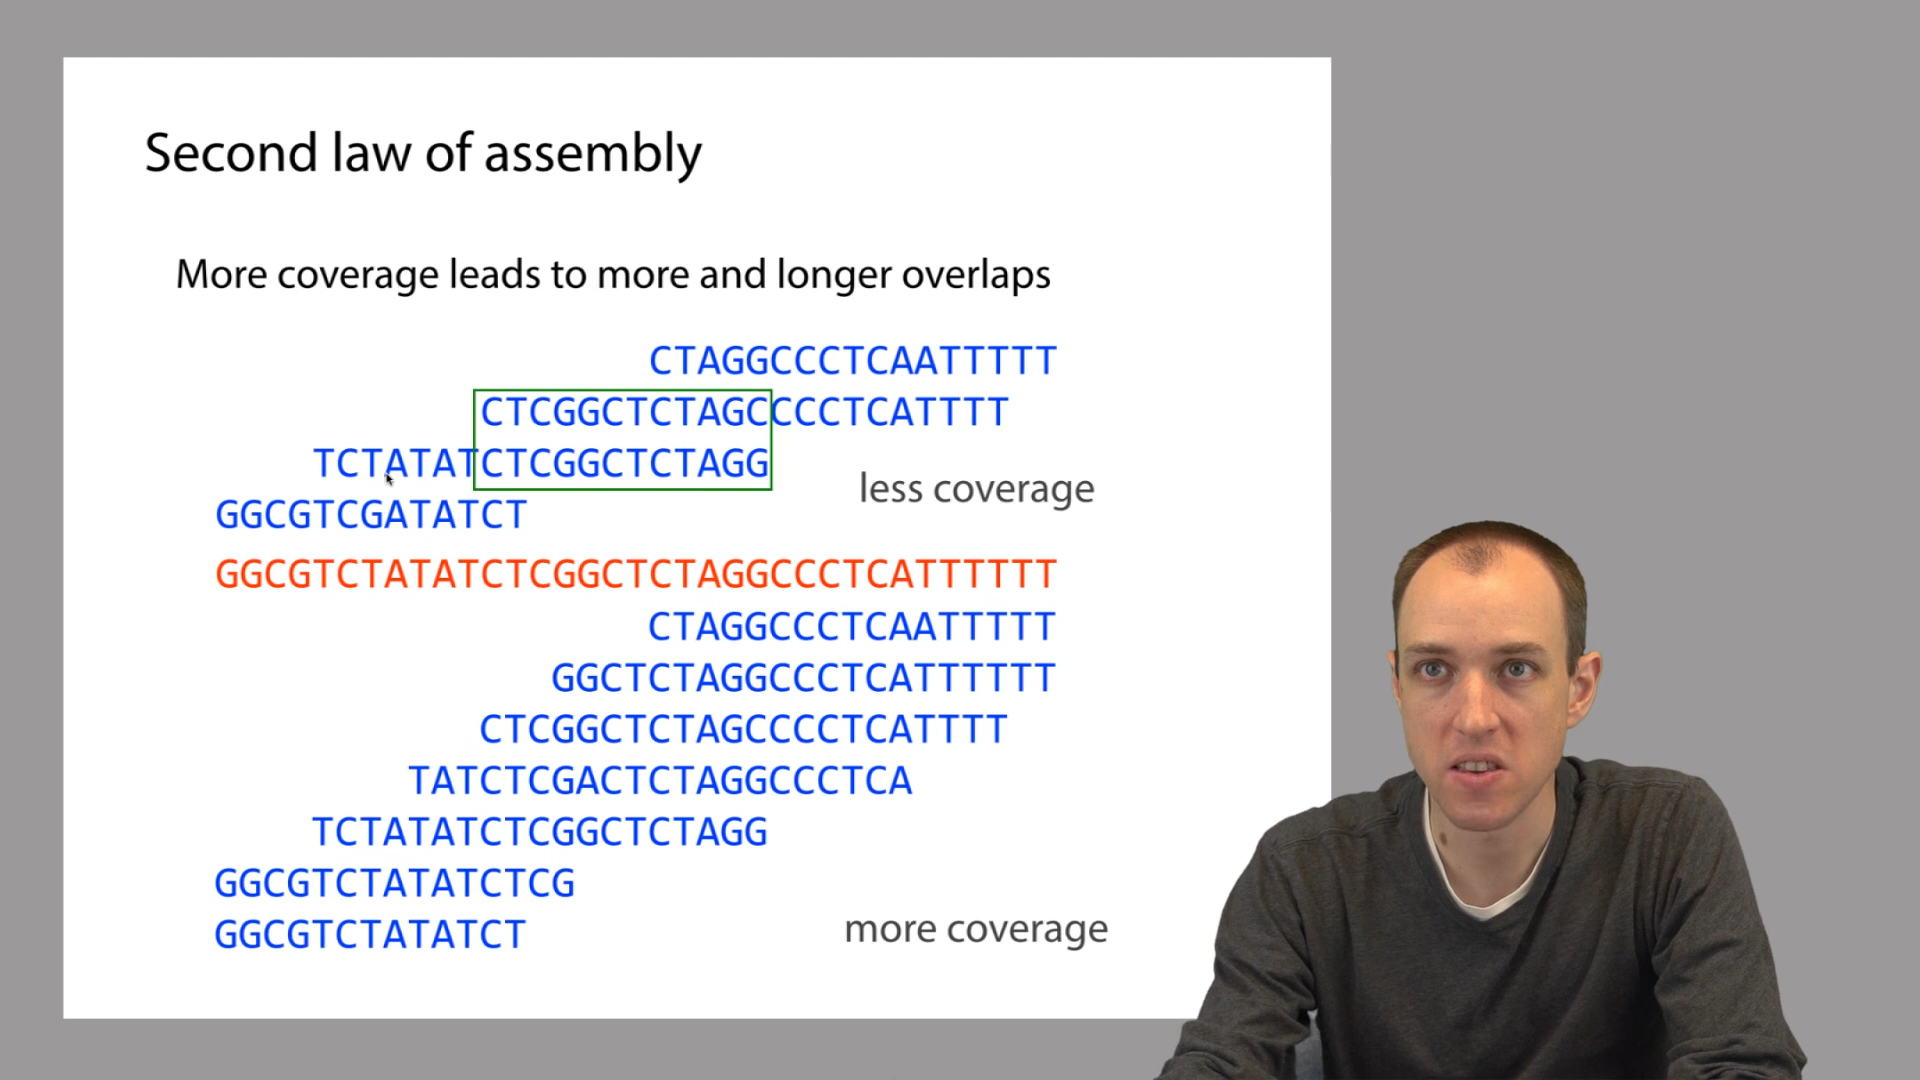 Second law of assembly
More coverage leads to more and longer overlaps
CTAGGCCCTCAATTTTT
CTCGGCTCTAGCCCCTCATTTT
TCTATATCTCGGCTCTAGG
less coverage
GGCGTCGATATCT
GGCGTCTATATCTCGGCTCTAGGCCCTCATTTTTT
CTAGGCCCTCAATTTTT
GGCTCTAGGCCCTCATTTTTT
CTCGGCTCTAGCCCCTCATTTT
TATCTCGACTCTAGGCCCTCA
TCTATATCTCGGCTCTAGG
GGCGTCTATATCTCG
GGCGTCTATATCT
more coverage